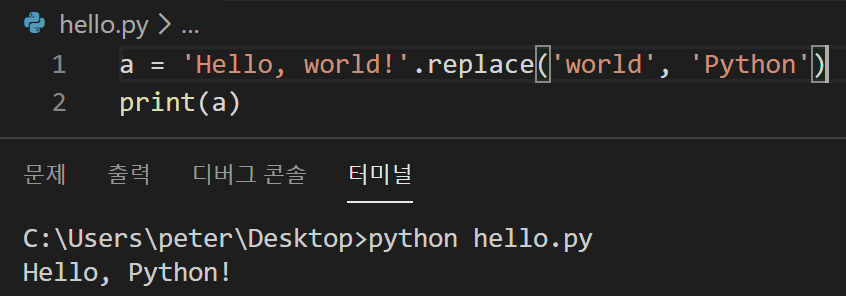 hello.py > ...
1 a = 'Hello, world!'.replace('world', 'Python')
2 print(a)
문제 출력 디버그 콘솔 터미널
C:\Users\peter\Desktop>python hello.py
Hello, Python!